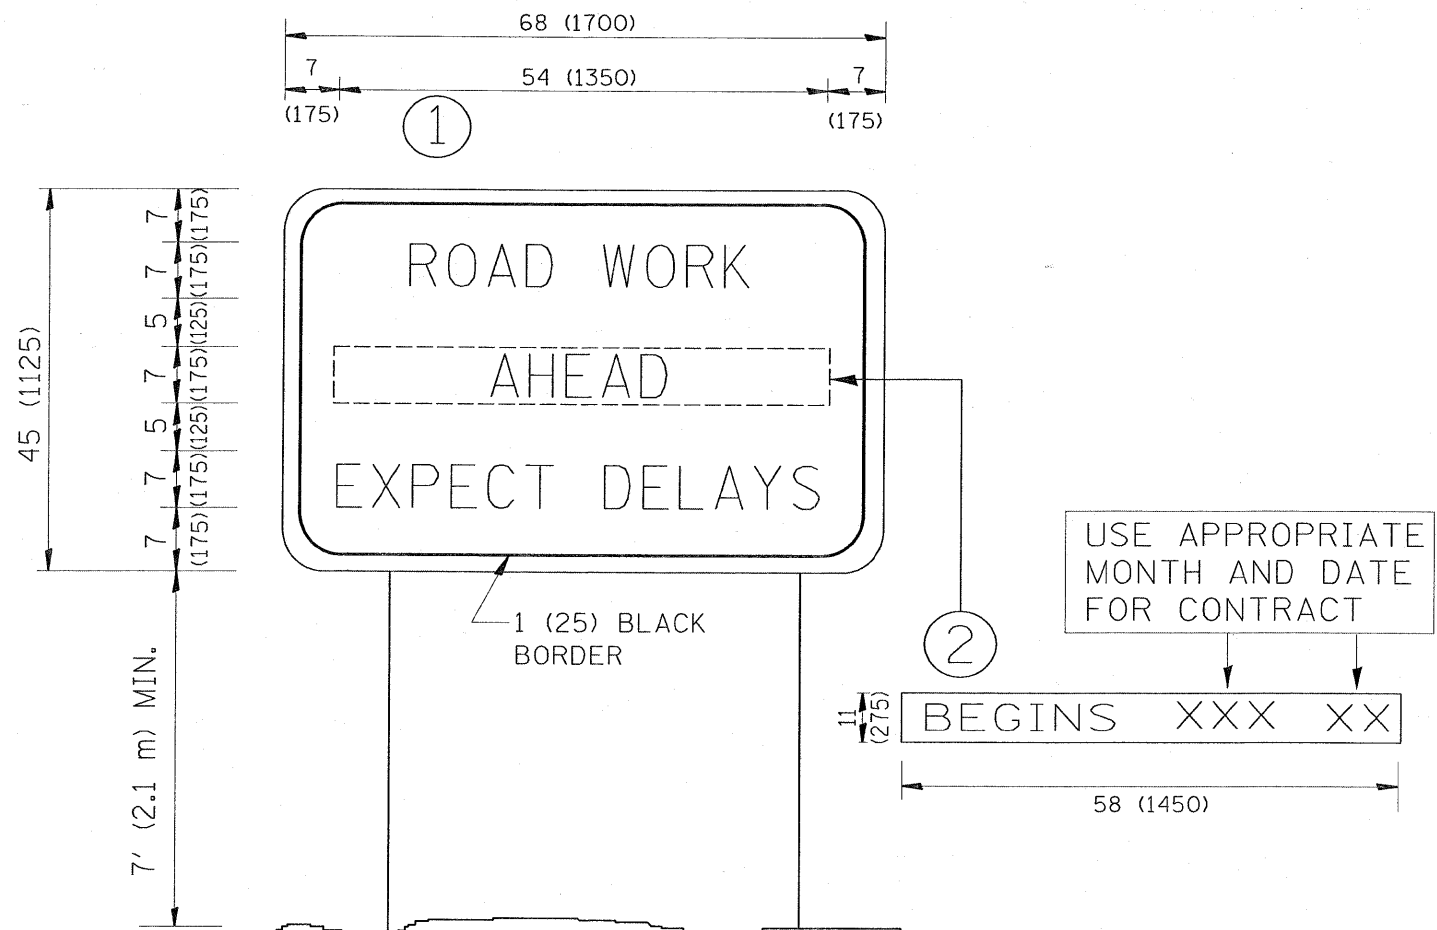 68 (1700)
7
54 (1350)
7
(175)
(175)
1
7
(175)
7
(175)
5
(125)
7
(175)
5
(125)
7
(175)
7
(175)
45 (1125)
ROAD WORK
AHEAD
EXPECT DELAYS
1 (25) BLACK
BORDER
7' (2.1 m) MIN.
USE APPROPRIATE
MONTH AND DATE
FOR CONTRACT
2
11
(275)
BEGINS XXX XX
58 (1450)